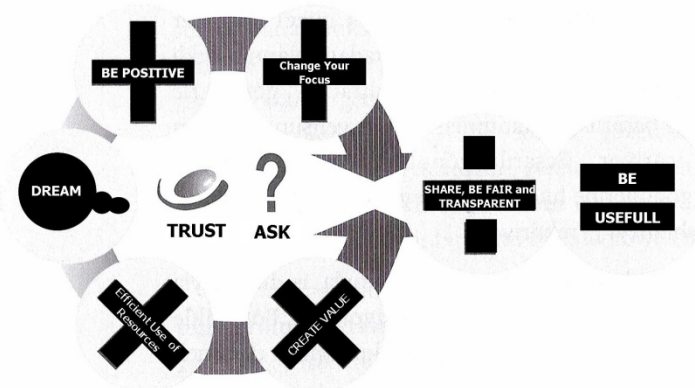 BE POSITIVE
Change Your
Focus
DREAM
TRUST
ASK
SHARE, BE FAIR and
TRANSPARENT
BE
USEFULL
Efficient Use of
Resources
CREATE VALUE